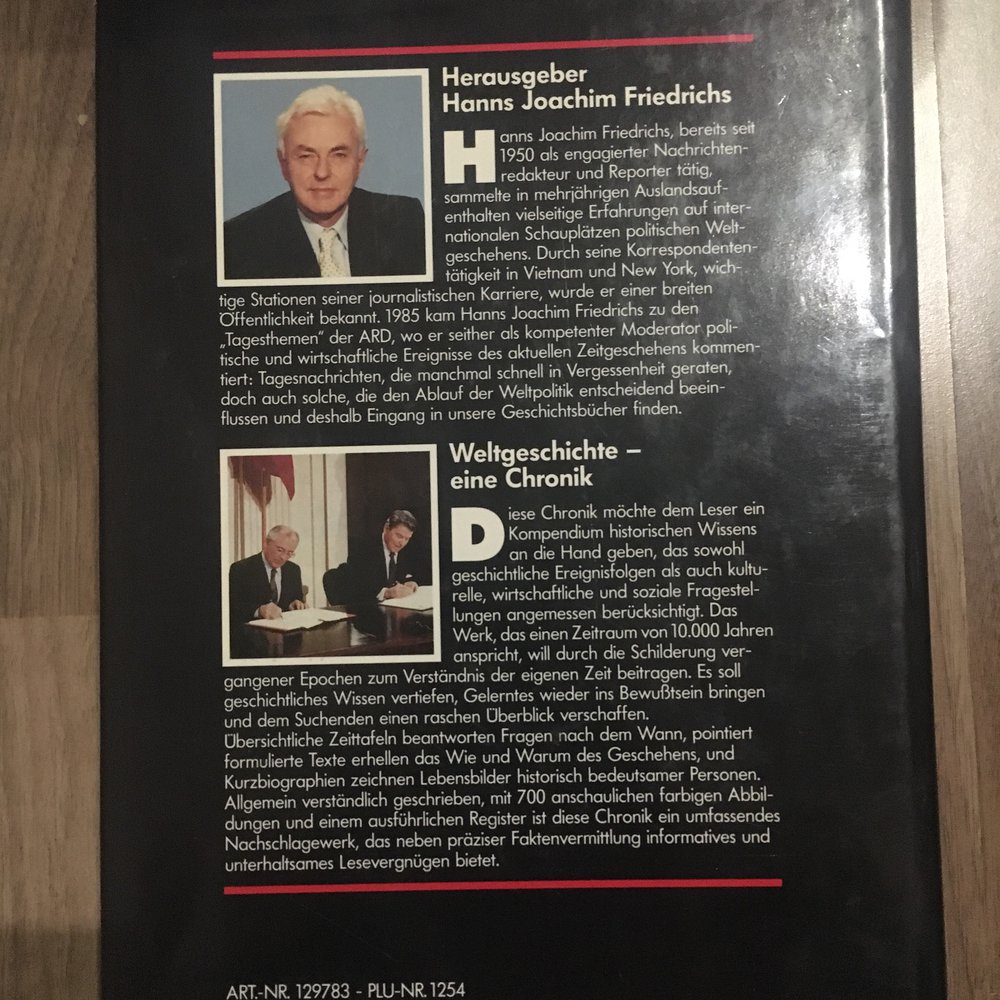 Herausgeber
Hanns Joachim Friedrichs
Hanns Joachim Friedrichs, bereits seit
1950 als engagierter Nachrichten-
redakteur und Reporter tätig,
sammelte in mehrjährigen Auslandsauf-
enthalten vielseitige Erfahrungen auf inter-
nationalen Schauplätzen politischen Welt-
geschehens. Durch seine Korrespondenten-
tätigkeit in Vietnam und New York, wich-
tige Stationen seiner journalistischen Karriere, wurde er einer breiten
Öffentlichkeit bekannt. 1985 kam Hanns Joachim Friedrichs zu den
„Tagesthemen" der ARD, wo er seither als kompetenter Moderator poli-
tische und wirtschaftliche Ereignisse des aktuellen Zeitgeschehens kommen-
tiert: Tagesnachrichten, die manchmal schnell in Vergessenheit geraten,
doch auch solche, die den Ablauf der Weltpolitik entscheidend beein-
flussen und deshalb Eingang in unsere Geschichtsbücher finden.
Weltgeschichte –
eine Chronik
Diese Chronik möchte dem Leser ein
Kompendium historischen Wissens
an die Hand geben, das sowohl
geschichtliche Ereignisfolgen als auch kultu-
relle, wirtschaftliche und soziale Fragestel-
lungen angemessen berücksichtigt. Das
Werk, das einen Zeitraum von 10.000 Jahren
anspricht, will durch die Schilderung ver-
gangener Epochen zum Verständnis der eigenen Zeit beitragen. Es soll
geschichtliches Wissen vertiefen, Gelerntes wieder ins Bewußtsein bringen
und dem Suchenden einen raschen Überblick verschaffen.
Übersichtliche Zeittafeln beantworten Fragen nach dem Wann, pointiert
formulierte Texte erhellen das Wie und Warum des Geschehens, und
Kurzbiographien zeichnen Lebensbilder historisch bedeutsamer Personen.
Allgemein verständlich geschrieben, mit 700 anschaulichen farbigen Abbil-
dungen und einem ausführlichen Register ist diese Chronik ein umfassendes
Nachschlagewerk, das neben präziser Faktenvermittlung informatives und
unterhaltsames Lesevergnügen bietet.
ART.-NR. 129783 - PLU-NR. 1254